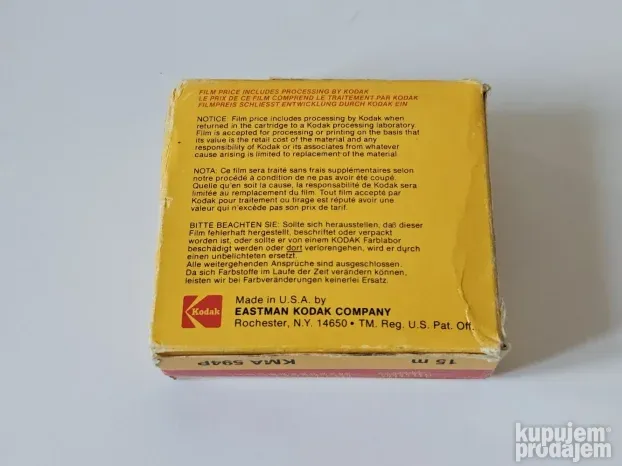 FILM PRICE INCLUDES PROCESSING BY KODAK
LE PRIX DE CE FILM COMPREND LE TRAITEMENT PAR KODAK
FILMPREIS SCHLIESST ENTWICKLUNG DURCH KODAK EIN
NOTICE: Film price includes processing by Kodak when
returned in the cartridge to a Kodak processing laboratory.
Film is accepted for processing or printing on the basis that
its value is the retail cost of the material and any
responsibility of Kodak or its associates from whatever
cause arising is limited to replacement of the material.
NOTA: Ce film sera traité sans frais supplémentaires selon
notre procédé à condition de ne pas avoir été coupé.
Quelle qu'en soit la cause, la responsabilité de Kodak sera
limitée au remplacement du film. Tout film accepté par
Kodak pour traitement ou tirage est réputé avoir une
valeur qui n'excède pas son prix de tarif.
BITTE BEACHTEN SIE: Sollte sich herausstellen, daß dieser
Film fehlerhaft hergestellt, beschriftet oder verpackt
worden ist, oder sollte er von einem KODAK Farblabor
beschädigt werden oder dort verlorengehen, wird er durch
einen unbelichteten ersetzt.
Alle weitergehenden Ansprüche sind ausgeschlossen.
Da sich Farbstoffe im Laufe der Zeit verändern können,
leisten wir bei Farbveränderungen keinerlei Ersatz.
Kodak
Made in U.S.A. by
EASTMAN KODAK COMPANY
Rochester, N.Y. 14650 • TM. Reg. U.S. Pat. Off.
KMA 594P
15 m
kupujem
prodajem